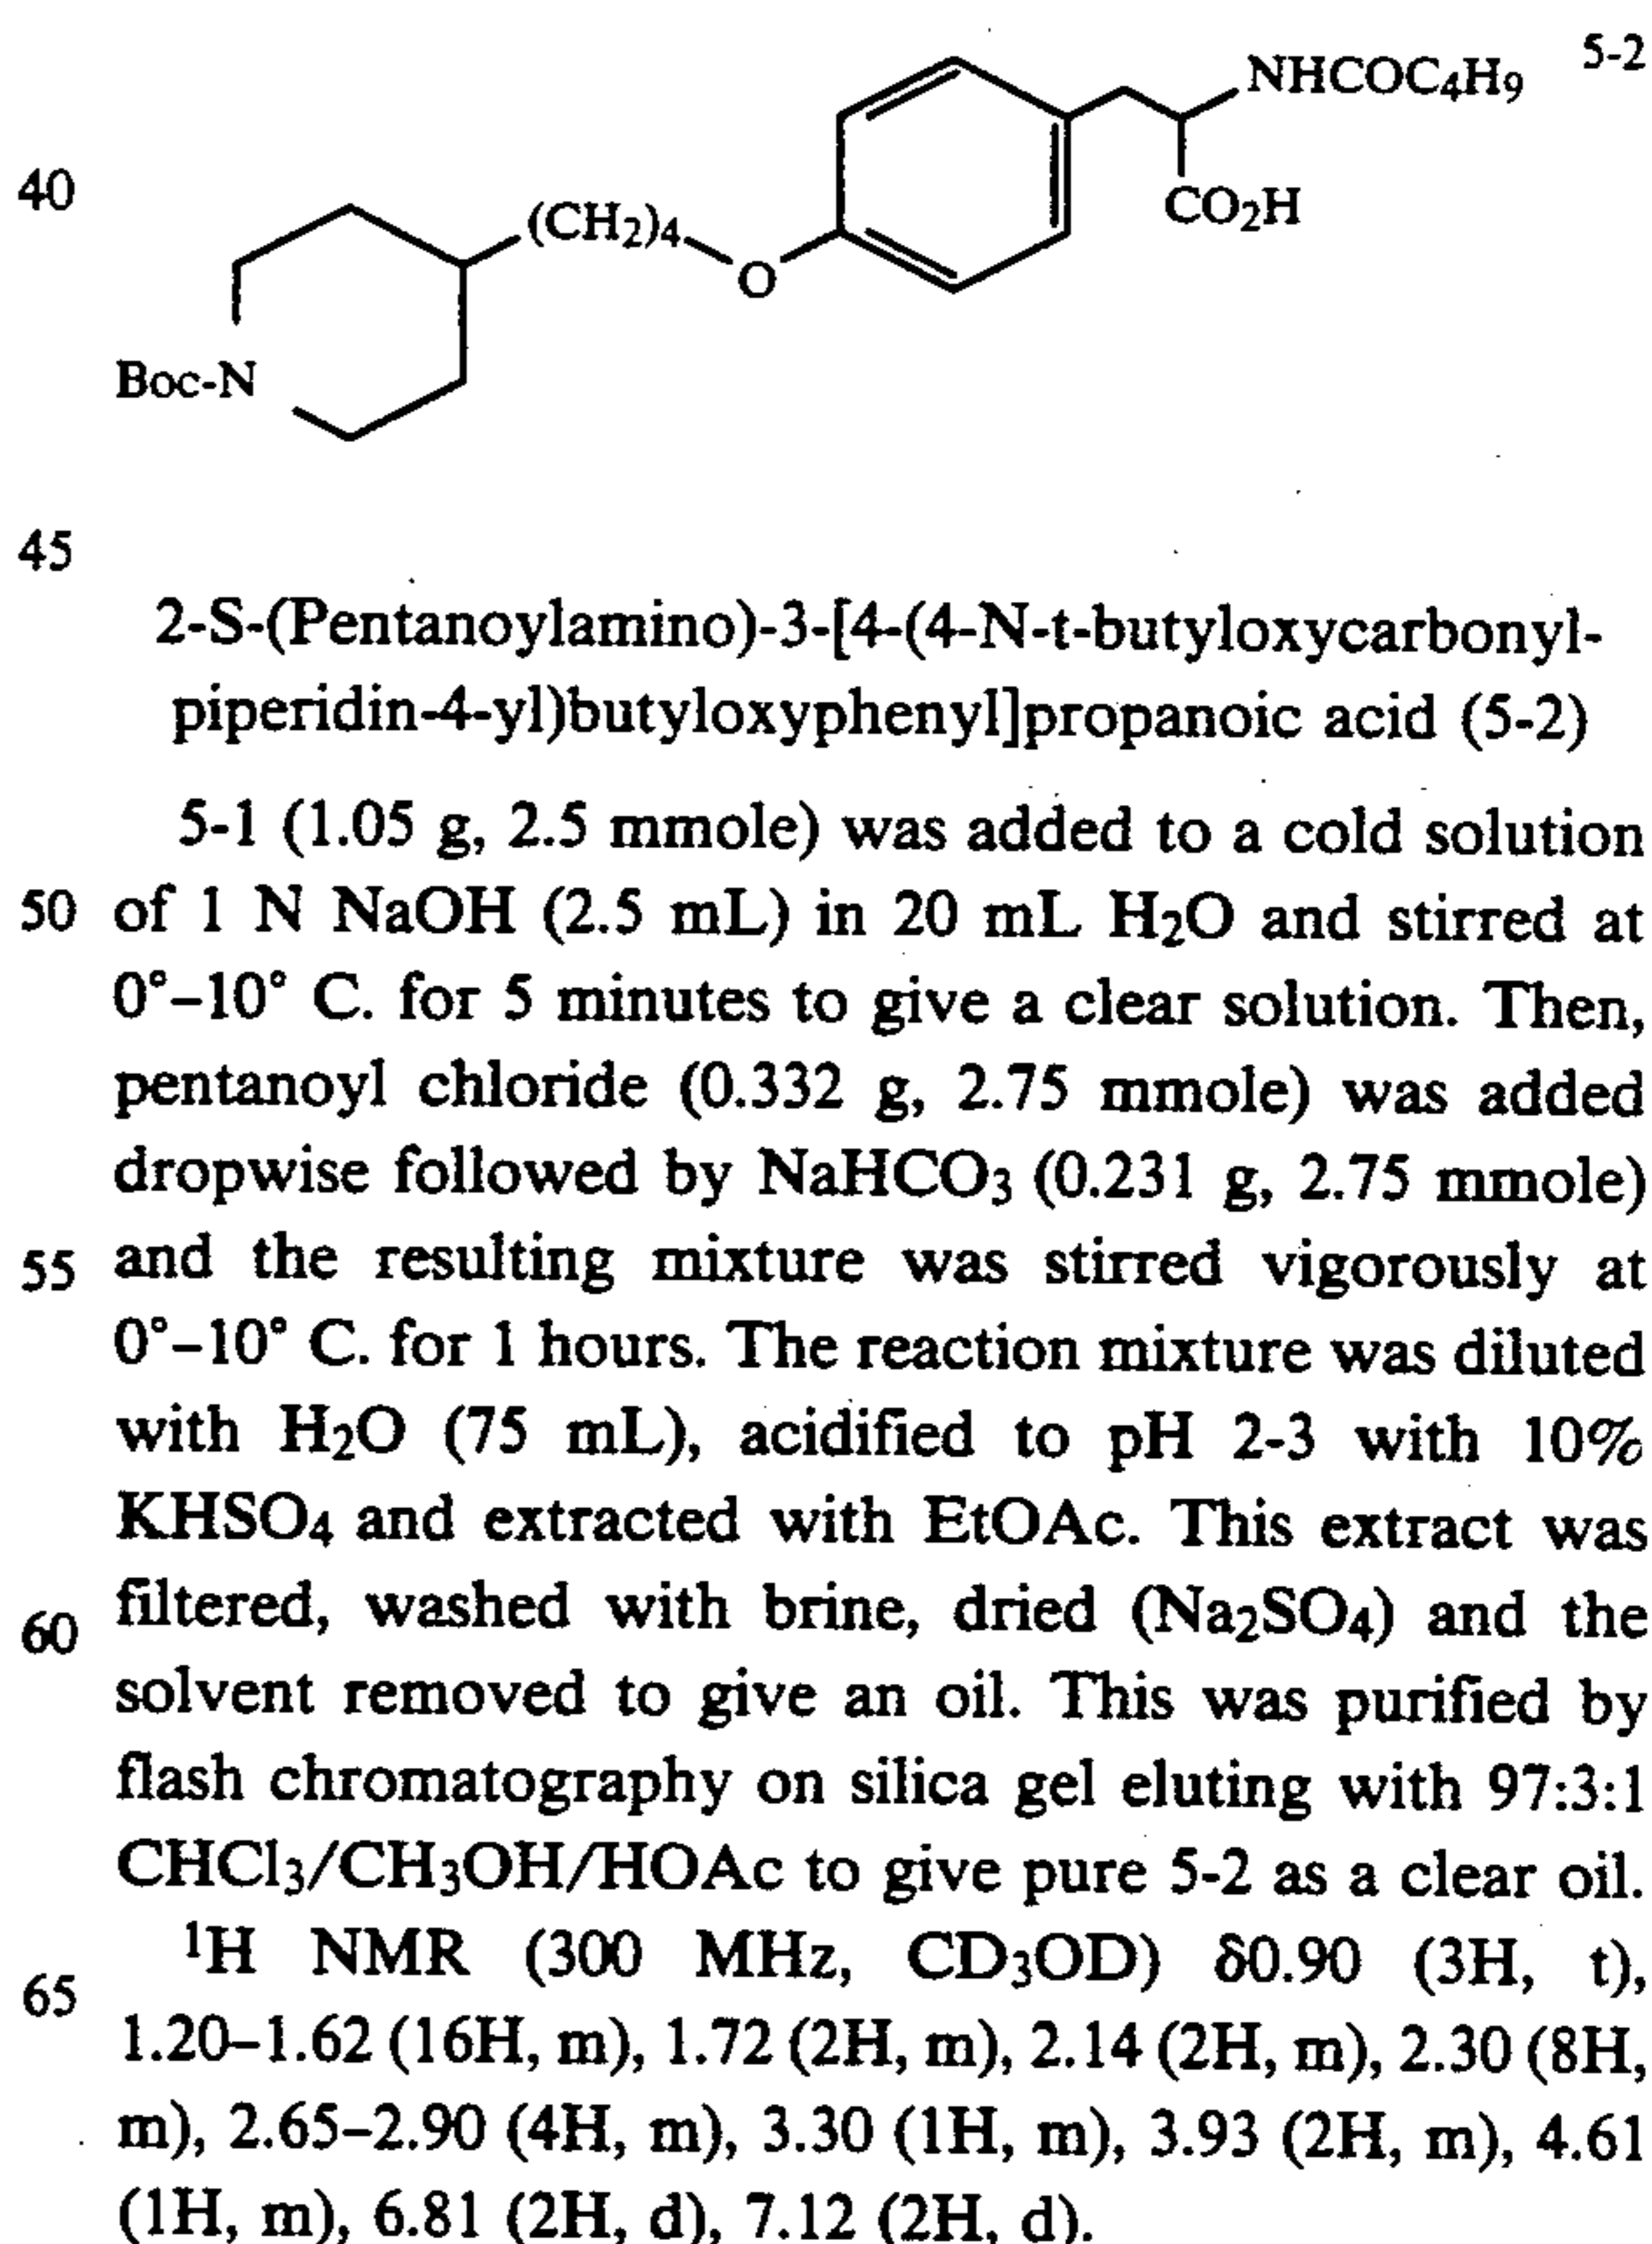 5-2
NHCOC4H9
40
CO2H
(CH2)4
O
Boc-N
45
2-S-(Pentanoylamino)-3-[4-(4-N-t-butyloxycarbonyl-
piperidin-4-yl)butyloxyphenyl]propanoic acid (5-2)
5-1 (1.05 g, 2.5 mmole) was added to a cold solution
50 of 1 N NaOH (2.5 mL) in 20 mL H2O and stirred at
0°–10° C. for 5 minutes to give a clear solution. Then,
pentanoyl chloride (0.332 g, 2.75 mmole) was added
dropwise followed by NaHCO3 (0.231 g, 2.75 mmole)
55 and the resulting mixture was stirred vigorously at
0°–10° C. for 1 hours. The reaction mixture was diluted
with H2O (75 mL), acidified to pH 2-3 with 10%
KHSO4 and extracted with EtOAc. This extract was
60 filtered, washed with brine, dried (Na2SO4) and the
solvent removed to give an oil. This was purified by
flash chromatography on silica gel eluting with 97:3:1
CHCl3/CH3OH/HOAc to give pure 5-2 as a clear oil.
1H NMR (300 MHz, CD3OD) δ0.90 (3H, t),
65
1.20–1.62 (16H, m), 1.72 (2H, m), 2.14 (2H, m), 2.30 (8H,
m), 2.65–2.90 (4H, m), 3.30 (1H, m), 3.93 (2H, m), 4.61
(1H, m), 6.81 (2H, d), 7.12 (2H, d).